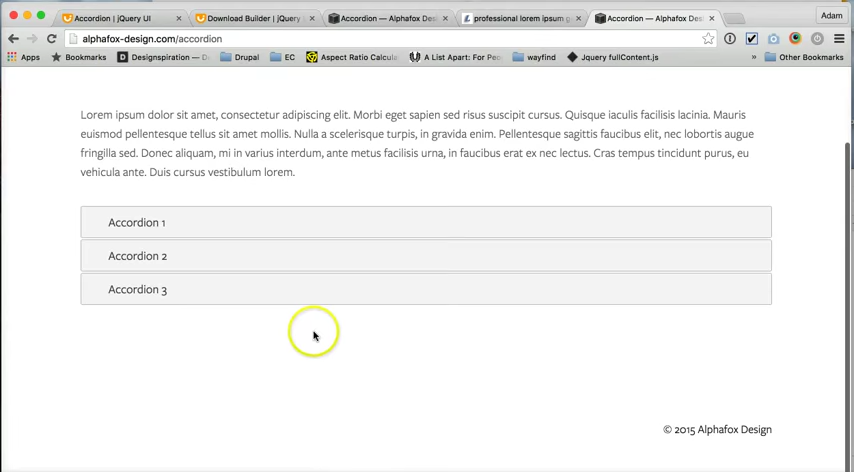 Accordion | jQuery UI
Download Builder | jQuery
Accordion — Alphafox Des
professional lorem ipsum g
Accordion — Alphafox Des
Adam
alphafox-design.com/accordion
Apps Bookmarks Designspiration — D Drupal EC Aspect Ratio Calcula A List Apart: For Peo wayfind Jquery fullContent.js » Other Bookmarks
Lorem ipsum dolor sit amet, consectetur adipiscing elit. Morbi eget sapien sed risus suscipit cursus. Quisque iaculis facilisis lacinia. Mauris
euismod pellentesque tellus sit amet mollis. Nulla a scelerisque turpis, in gravida enim. Pellentesque sagittis faucibus elit, nec lobortis augue
fringilla sed. Donec aliquam, mi in varius interdum, ante metus facilisis urna, in faucibus erat ex nec lectus. Cras tempus tincidunt purus, eu
vehicula ante. Duis cursus vestibulum lorem.
Accordion 1
Accordion 2
Accordion 3
© 2015 Alphafox Design